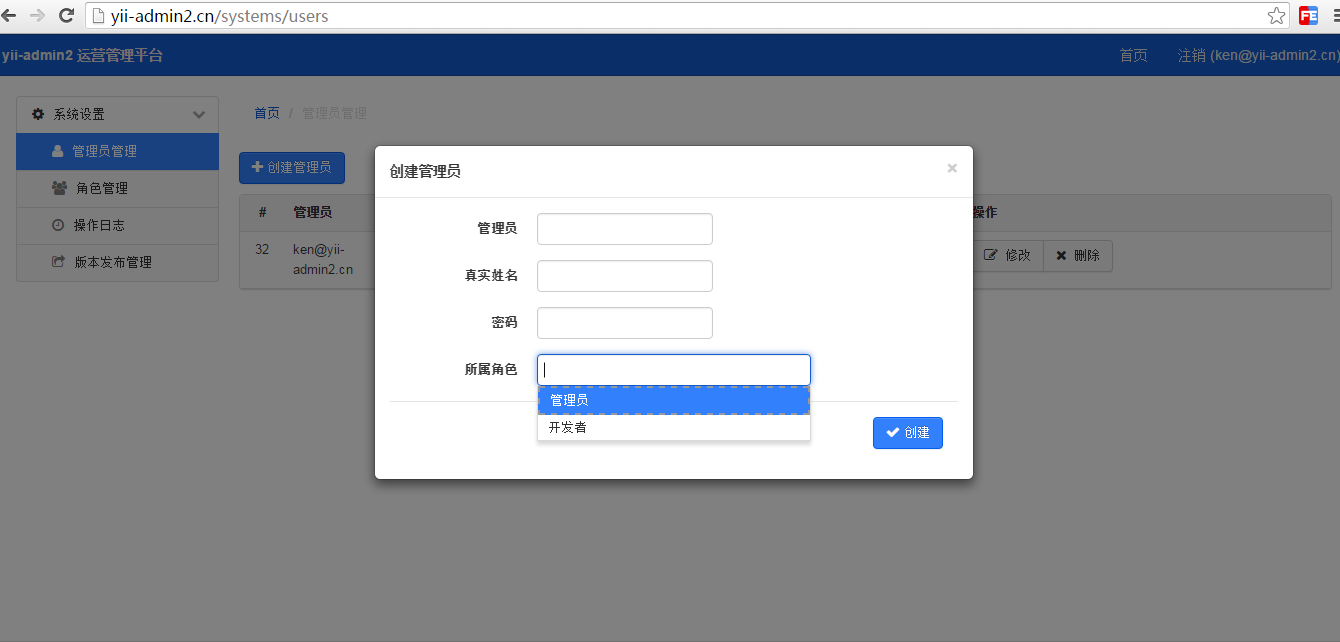 yii-admin2.cn/systems/users
FE
yii-admin2 运营管理平台
首页
注销 (ken@yii-admin2.cn)
系统设置
管理员管理
角色管理
操作日志
版本发布管理
首页 / 管理员管理
创建管理员
# 管理员
操作
32 ken@yii-
admin2.cn
修改 删除
创建管理员 ×
管理员
真实姓名
密码
所属角色
管理员
开发者
创建